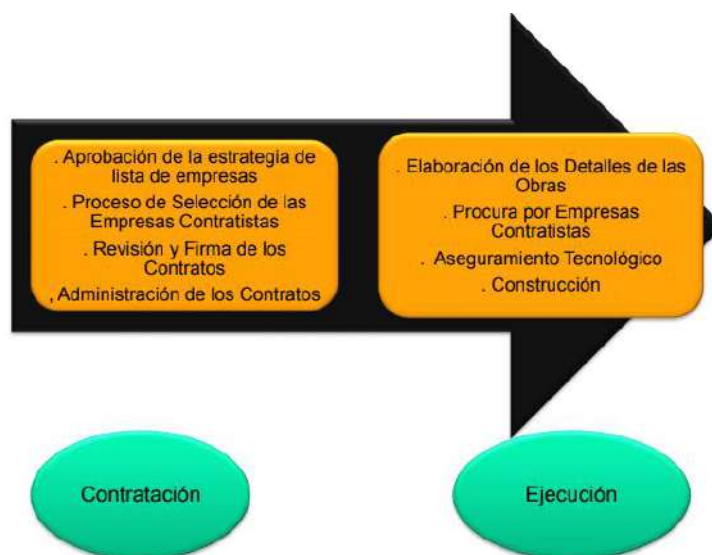 . Aprobación de la estrategia de
lista de empresas
. Proceso de Selección de las
Empresas Contratistas
. Revisión y Firma de los
Contratos
, Administración de los Contratos
. Elaboración de los Detalles de las
Obras
. Procura por Empresas
Contratistas
. Aseguramiento Tecnológico
. Construcción
Contratación
Ejecución